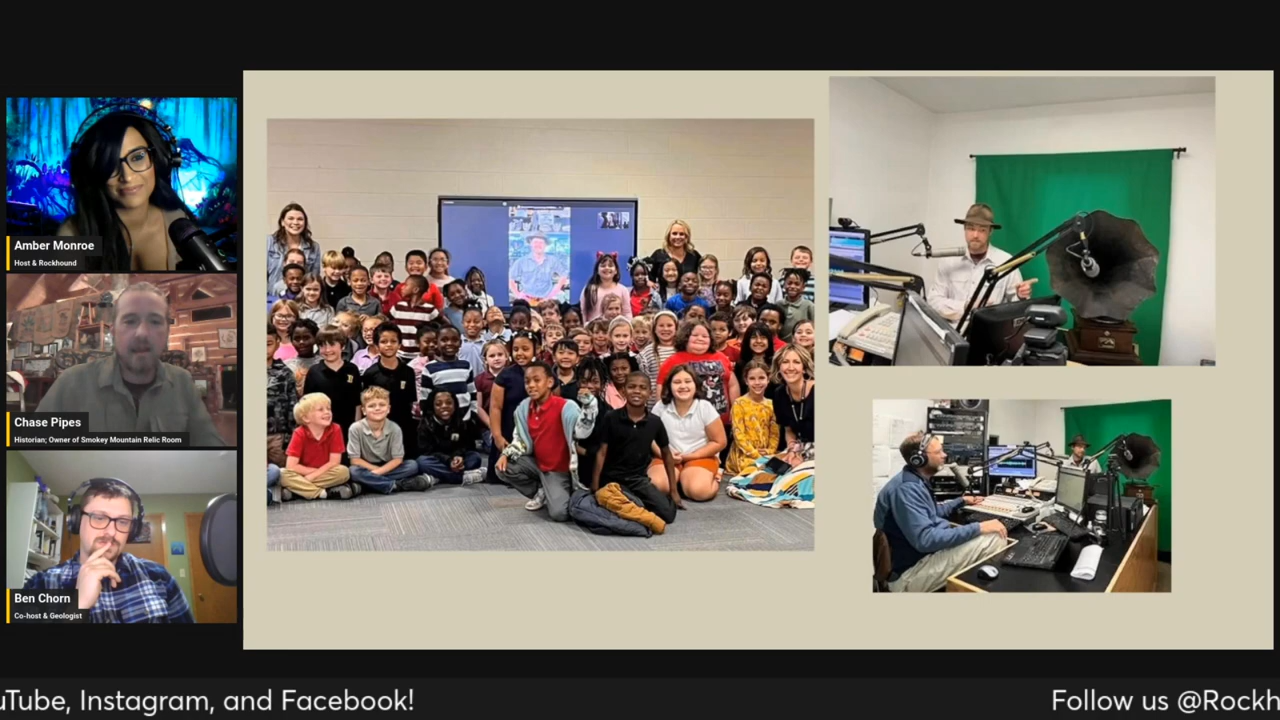 Amber Monroe
Host & Rockhound
Chase Pipes
Historian; Owner of Smokey Mountain Relic Room
Ben Chorn
Co-host & Geologist
uTube, Instagram, and Facebook!
Follow us @Rockh